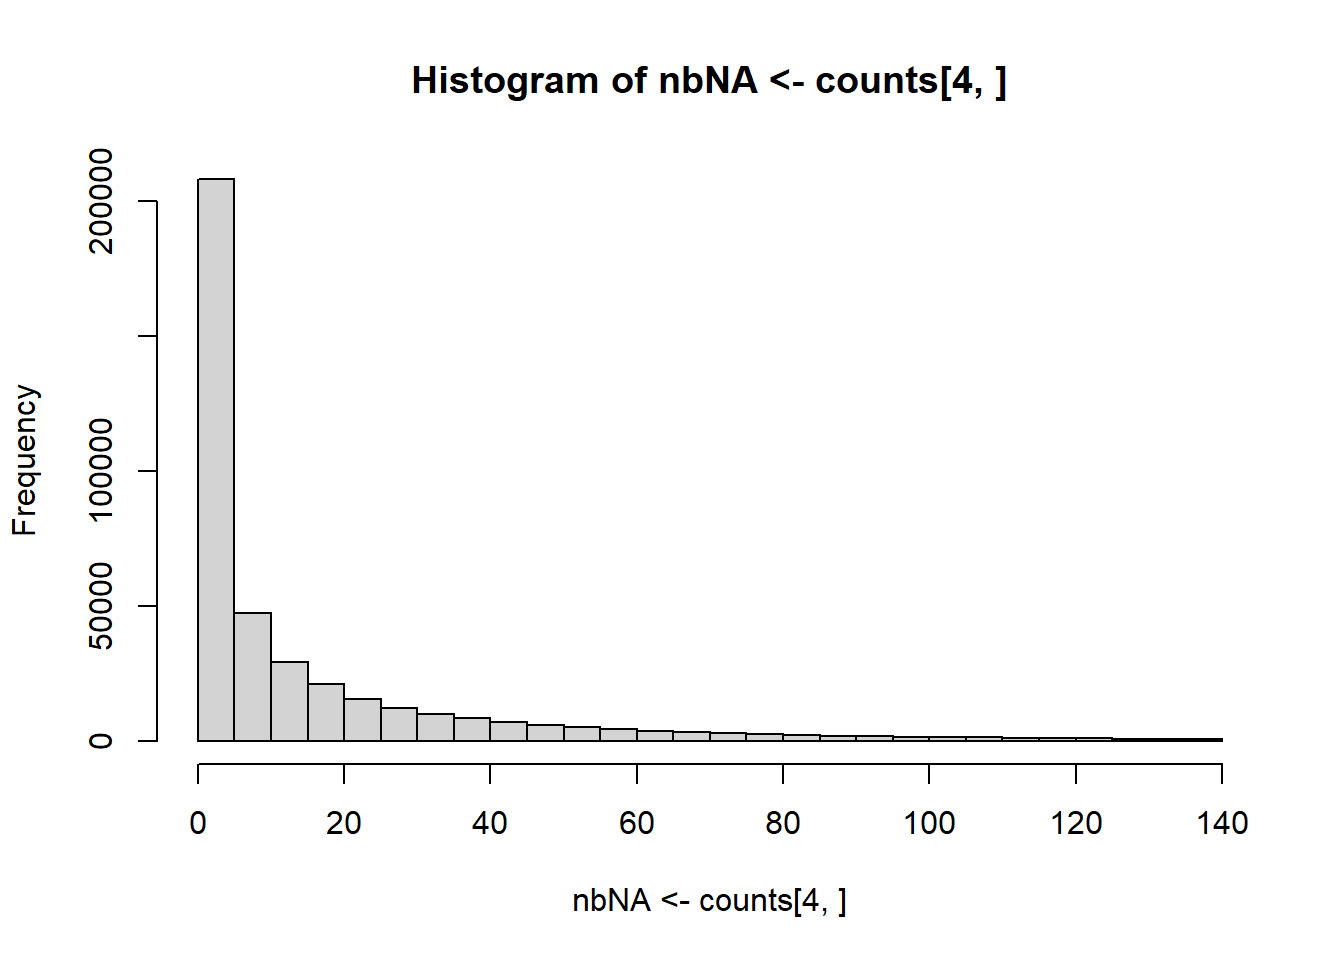 Histogram of nbNA <- counts[4, ]
Frequency
200000
100000
50000
0
0 20 40 60 80 100 120 140
nbNA <- counts[4, ]